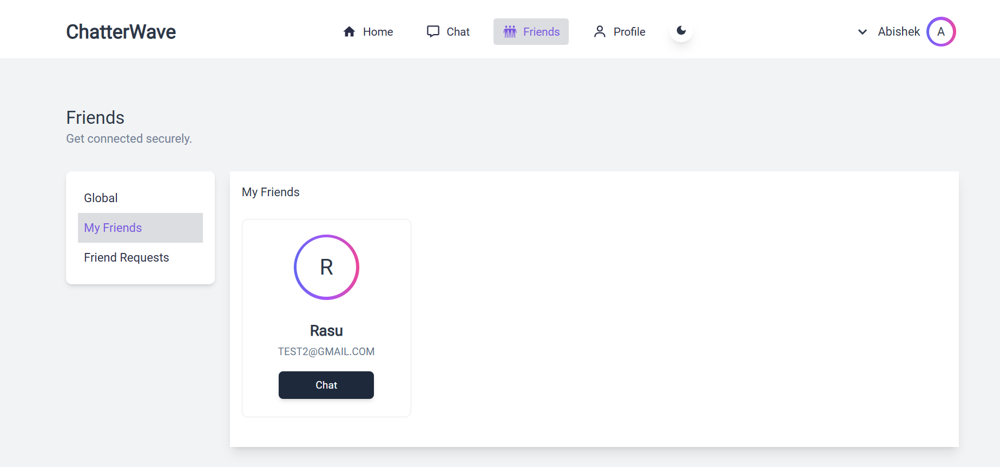 ChatterWave
Home
Chat
Friends
Profile
Abishek
A
Friends
Get connected securely.
Global
My Friends
Friend Requests
My Friends
R
Rasu
TEST2@GMAIL.COM
Chat